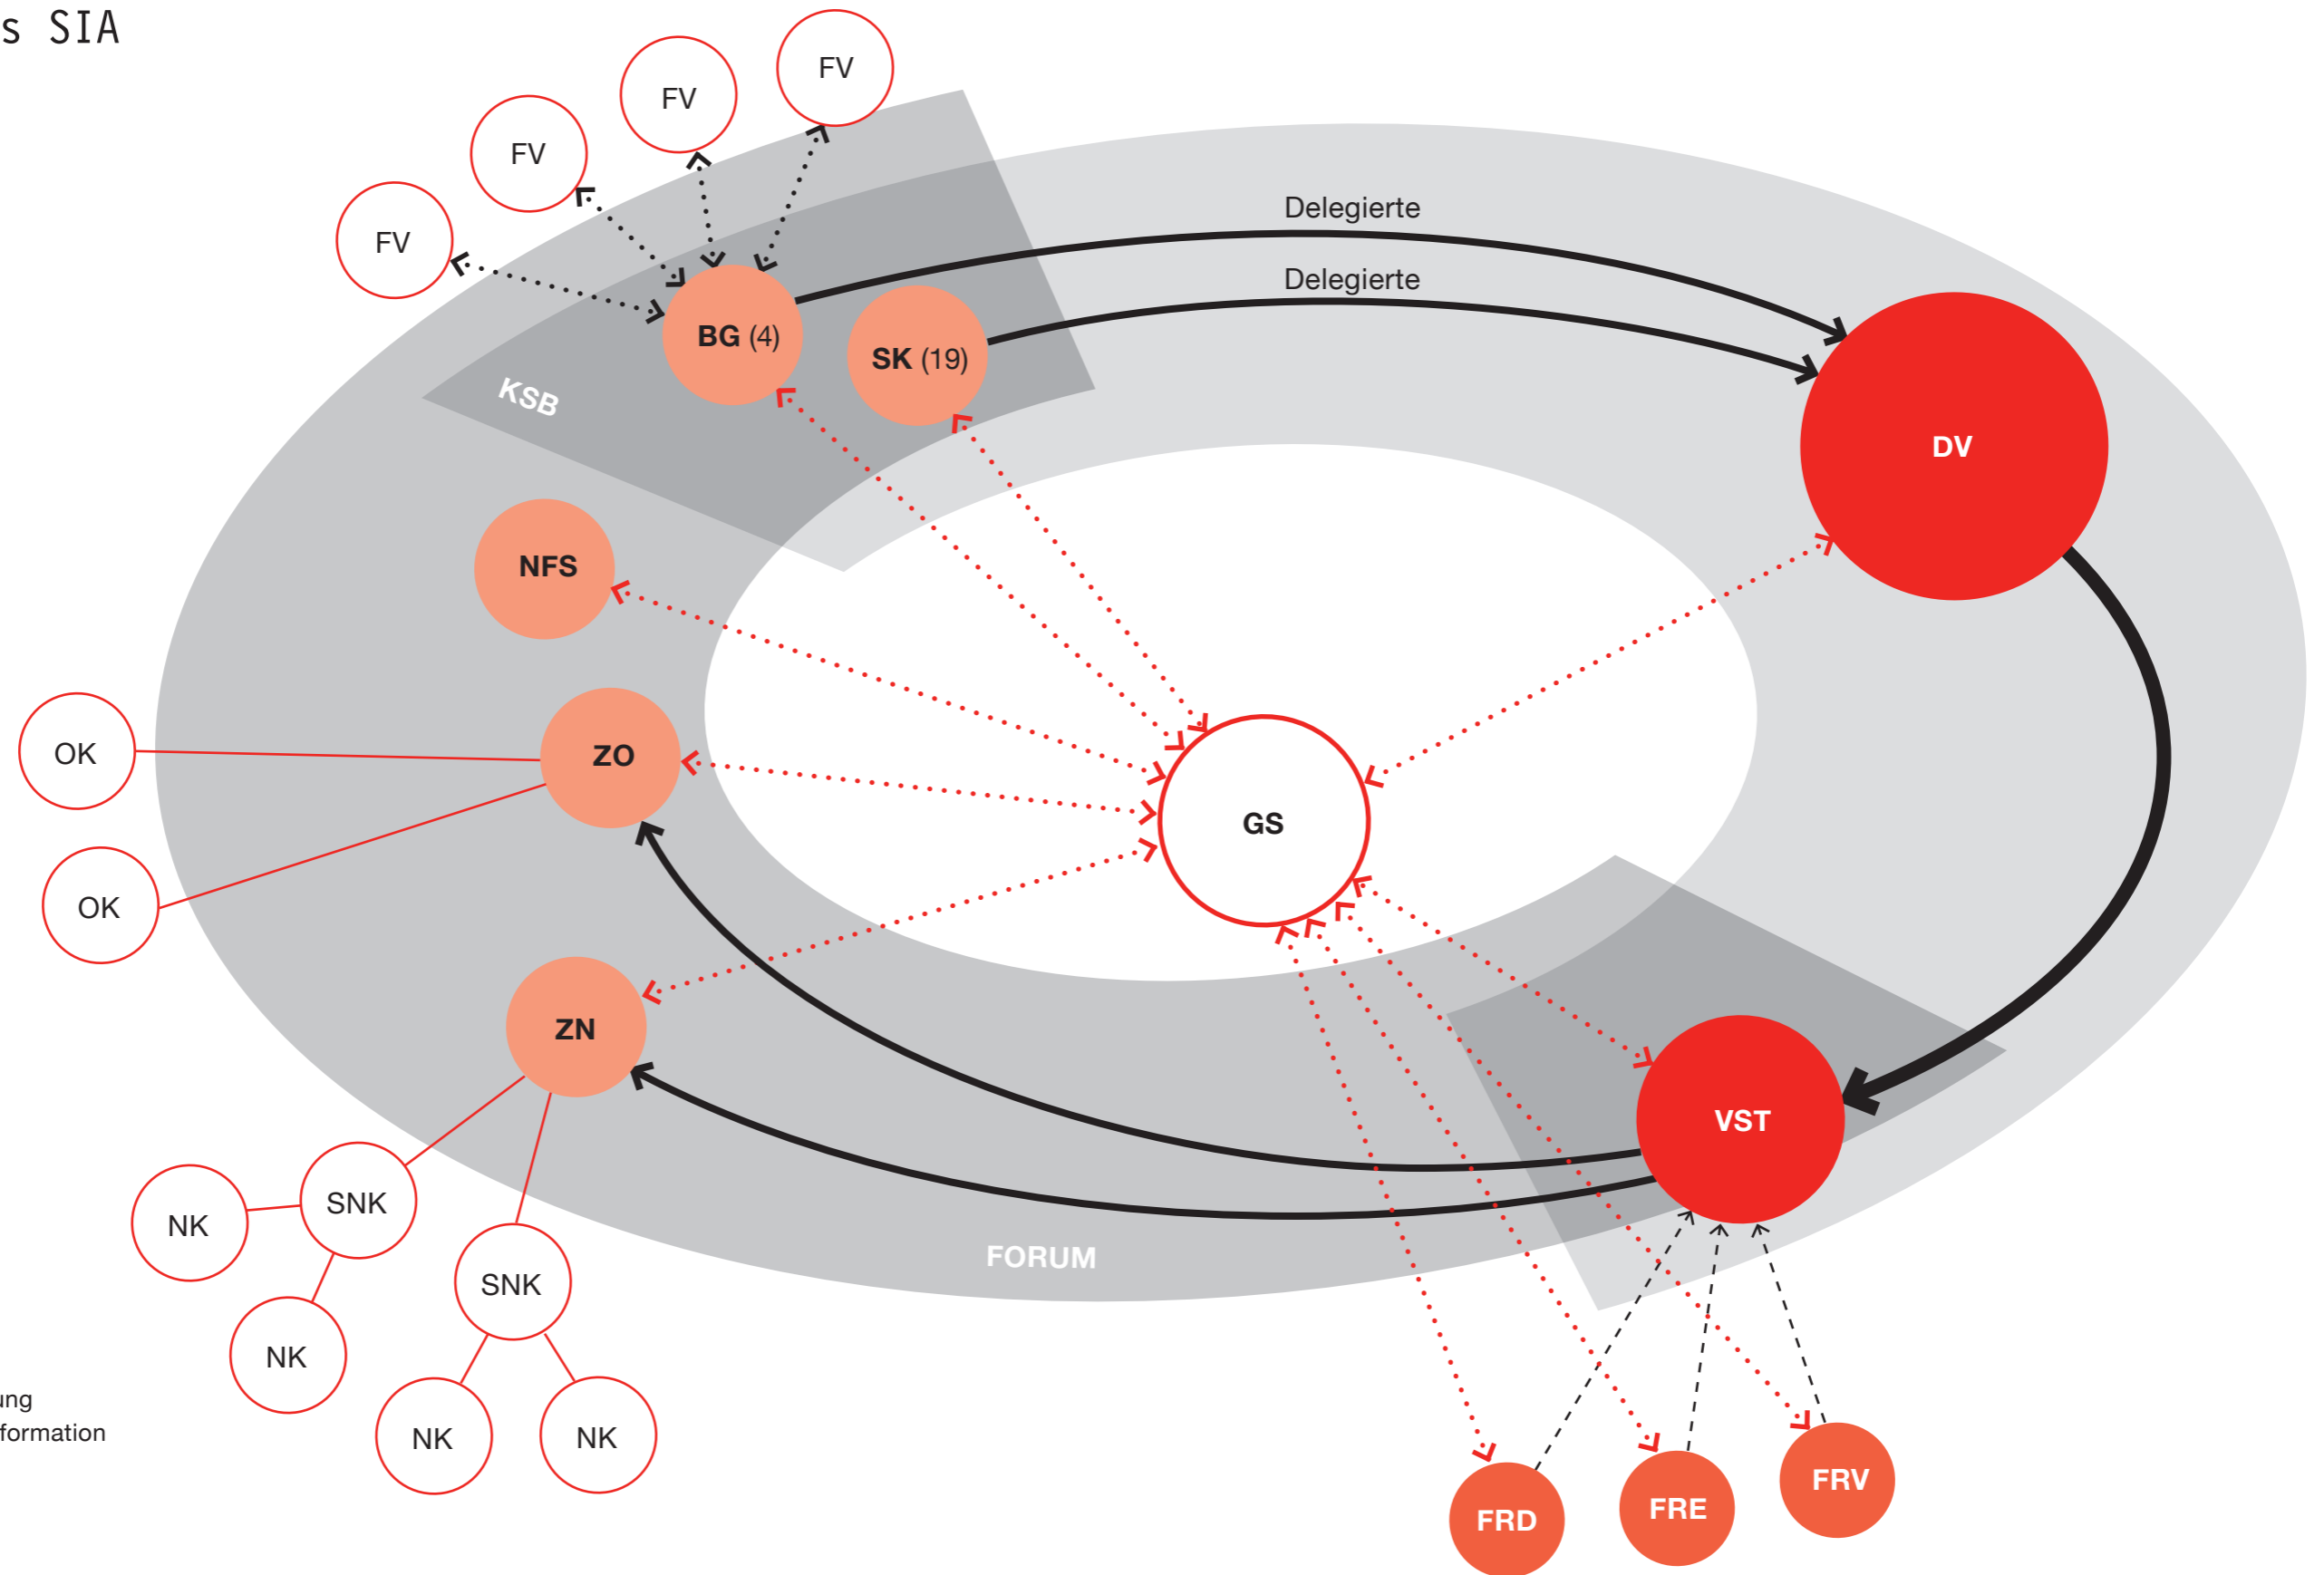 s SIA
FV
FV
FV
FV
Delegierte
Delegierte
BG (4)
SK (19)
KSB
DV
NFS
ZO
OK
OK
GS
ZN
VST
SNK
NK
SNK
NK
FORUM
NK
NK
ung
formation
FRD
FRE
FRV